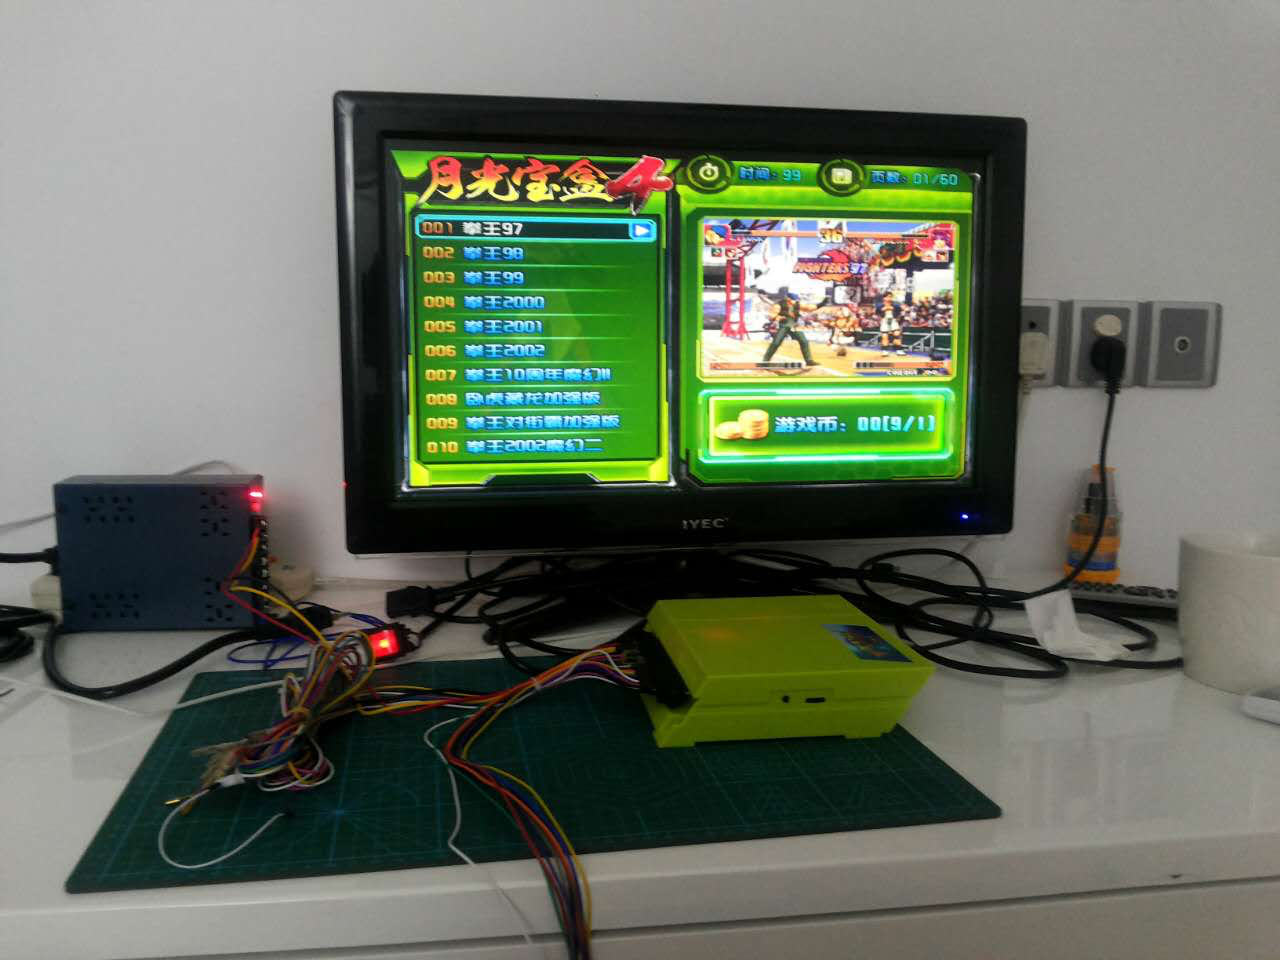 月光宝盒4
时间：99
页数：01/60
001 拳王97
002 拳王98
003 拳王99
004 拳王2000
005 拳王2001
006 拳王2002
007 拳王10周年魔幻II
008 卧虎藏龙加强版
009 拳王对街霸加强版
010 拳王2002魔幻二
36
FIGHTERS'97
游戏币：00[9/1]
IYEC